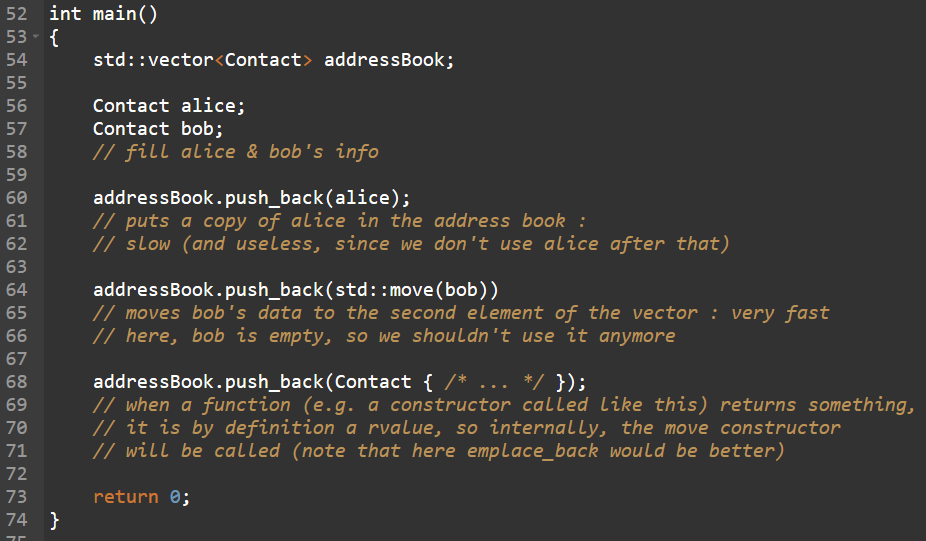 52 int main()
53 {
54     std::vector<Contact> addressBook;
55
56     Contact alice;
57     Contact bob;
58     // fill alice & bob's info
59
60     addressBook.push_back(alice);
61     // puts a copy of alice in the address book :
62     // slow (and useless, since we don't use alice after that)
63
64     addressBook.push_back(std::move(bob))
65     // moves bob's data to the second element of the vector : very fast
66     // here, bob is empty, so we shouldn't use it anymore
67
68     addressBook.push_back(Contact { /* ... */ });
69     // when a function (e.g. a constructor called like this) returns something,
70     // it is by definition a rvalue, so internally, the move constructor
71     // will be called (note that here emplace_back would be better)
72
73     return 0;
74 }
75